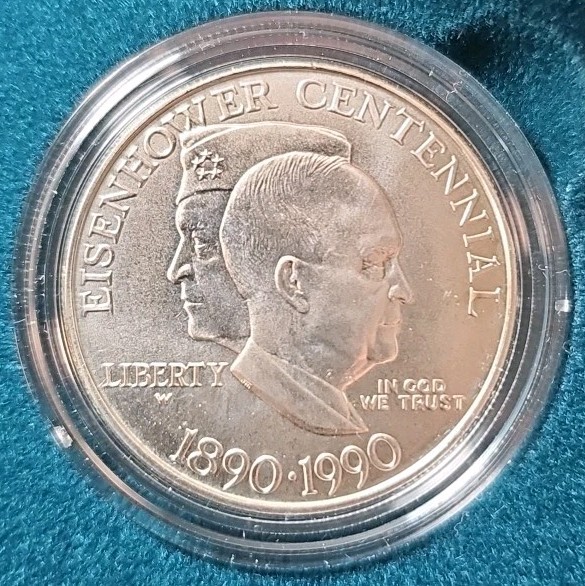 EISENHOWER CENTENNIAL
LIBERTY
W
IN GOD
WE TRUST
1890·1990